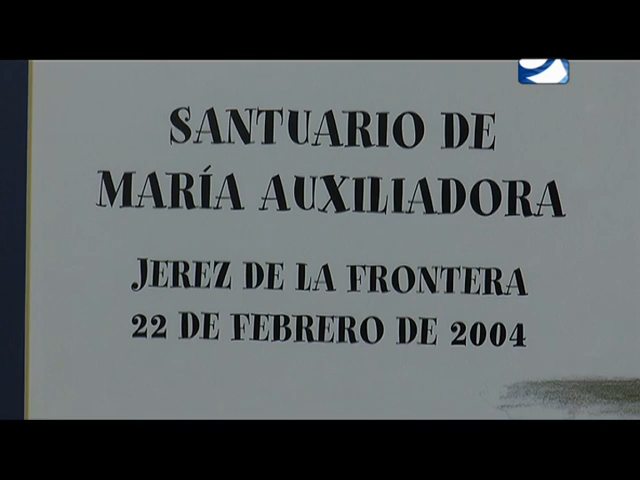 SANTUARIO DE
MARÍA AUXILIADORA
JEREZ DE LA FRONTERA
22 DE FEBRERO DE 2004